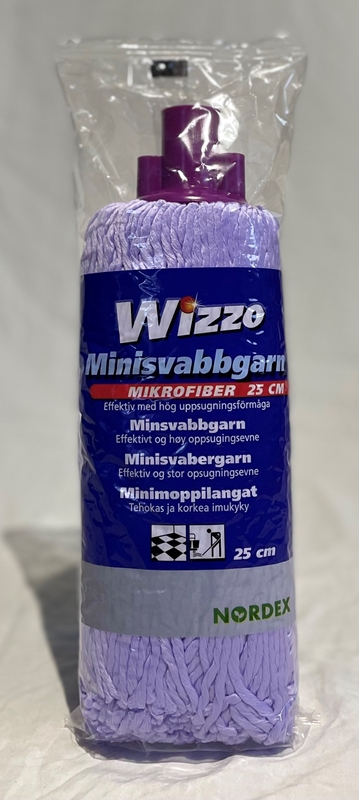 Wizzo
Minisvabbgarn
MIKROFIBER 25 CM
Effektiv med hög uppsugningsförmåga
Minsvabbgarn
Effektivt og høy oppsugingsevne
Minisvabergarn
Effektiv og stor opsugningsevne
Minimoppilangat
Tehokas ja korkea imukyky
25 cm
NORDEX